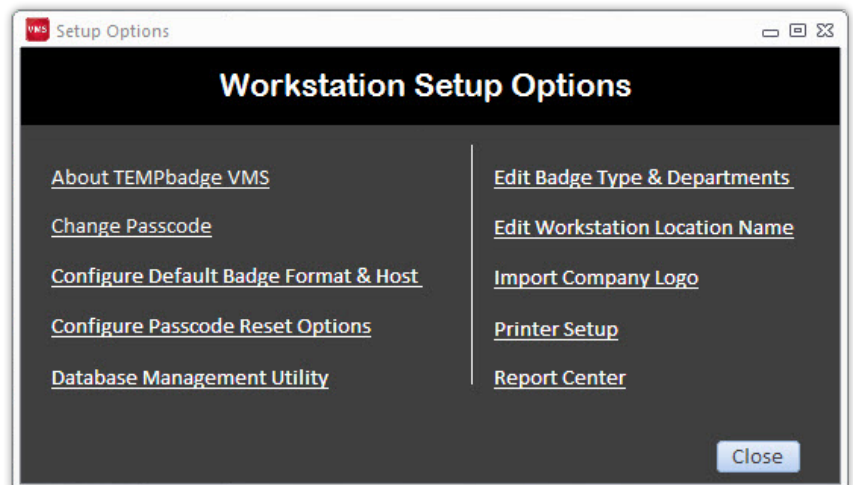 VMS Setup Options
Workstation Setup Options
About TEMPbadge VMS
Change Passcode
Configure Default Badge Format & Host
Configure Passcode Reset Options
Database Management Utility
Edit Badge Type & Departments
Edit Workstation Location Name
Import Company Logo
Printer Setup
Report Center
Close